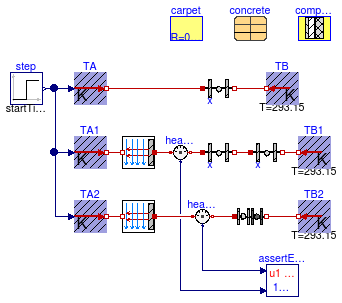 carpet
concrete
comp...
R=0
step
TA
TB
K
K
startTi...
x
T=293.15
TA1
hea...
TB1
K
K
x
x
T=293.15
TA2
hea...
TB2
K
K
T=293.15
assertE...
u1 ...
1...